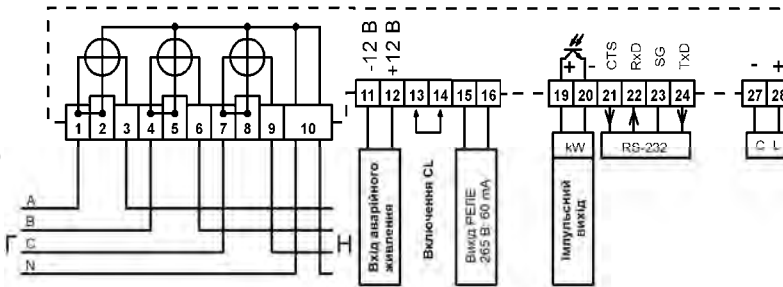 -12 В
+12 В
+
-
CTS
RxD
SG
TxD
-
+
1 2 3 4 5 6 7 8 9 10
11 12 13 14 15 16
19 20 21 22 23 24
27 28
kW
RS-232
C L
Вхід аварійного
живлення
Включення CL
Вихід РЕЛЕ
265 В 60 mA
Імпульсний
вихід
A
B
C
N
Г
Н